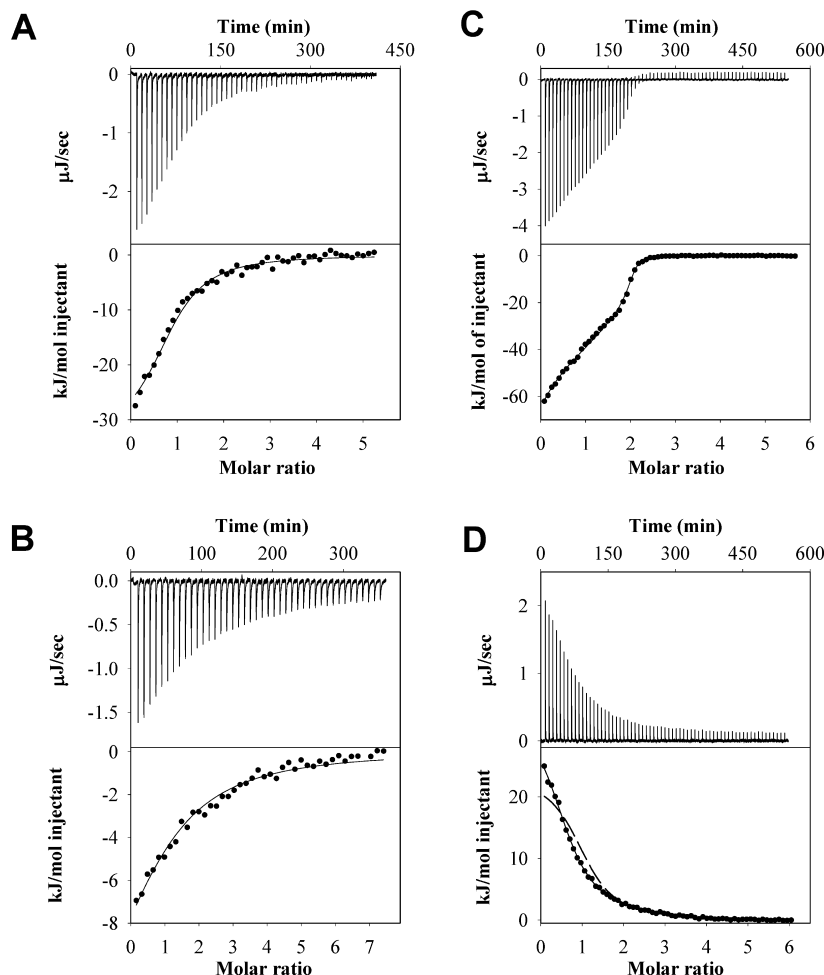 A
Time (min)
0 150 300 450
0
-1
-2
μJ/sec
0
-10
-20
-30
kJ/mol injectant
0 1 2 3 4 5
Molar ratio
C
Time (min)
0 150 300 450 600
0
-1
-2
-3
-4
μJ/sec
0
-20
-40
-60
kJ/mol of injectant
0 1 2 3 4 5 6
Molar ratio
B
Time (min)
0 100 200 300
0.0
-0.5
-1.0
-1.5
μJ/sec
0
-2
-4
-6
-8
kJ/mol injectant
0 1 2 3 4 5 6 7
Molar ratio
D
Time (min)
0 150 300 450 600
2
1
0
μJ/sec
20
10
0
kJ/mol injectant
0 1 2 3 4 5 6
Molar ratio